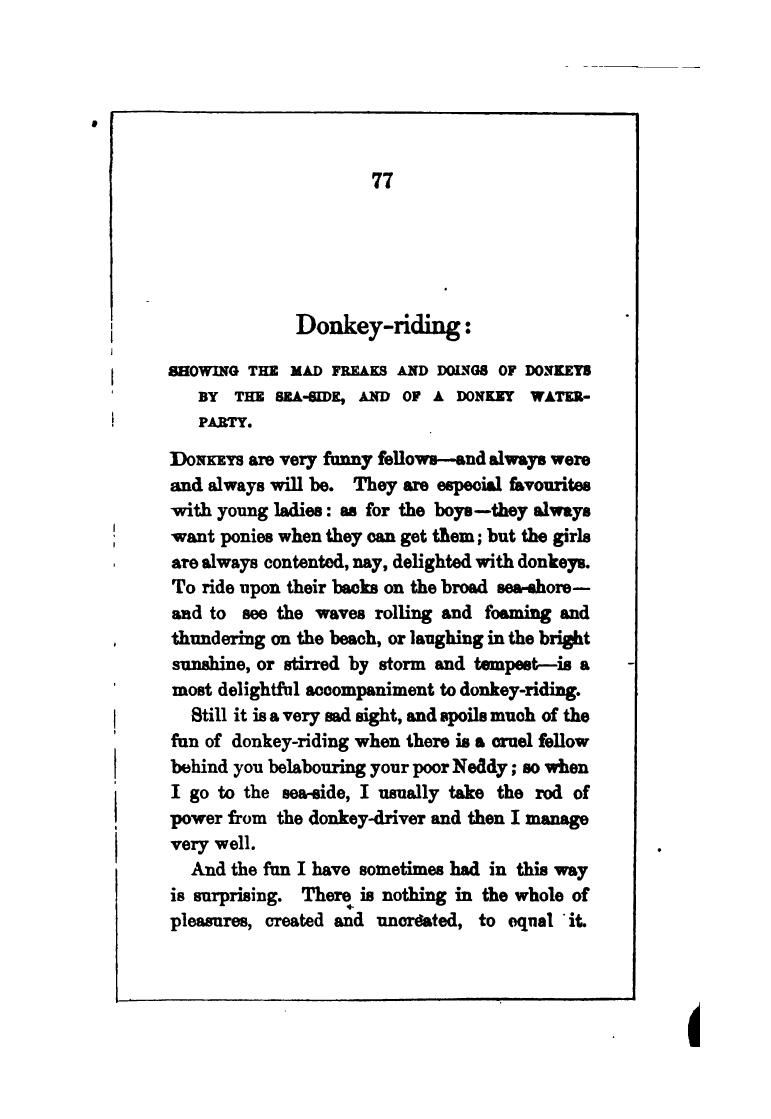 77
Donkey-riding:
SHOWING THE MAD FREAKS AND DOINGS OF DONKEYS
BY THE SEA-SIDE, AND OF A DONKEY WATER-
PARTY.
DONKEYS are very funny fellows—and always were
and always will be. They are especial favourites
with young ladies: as for the boys—they always
want ponies when they can get them; but the girls
are always contented, nay, delighted with donkeys.
To ride upon their backs on the broad sea-shore—
and to see the waves rolling and foaming and
thundering on the beach, or laughing in the bright
sunshine, or stirred by storm and tempest—is a
most delightful accompaniment to donkey-riding.
Still it is a very sad sight, and spoils much of the
fun of donkey-riding when there is a cruel fellow
behind you belabouring your poor Neddy; so when
I go to the sea-side, I usually take the rod of
power from the donkey-driver and then I manage
very well.
And the fun I have sometimes had in this way
is surprising. There is nothing in the whole of
pleasures, created and uncreated, to equal it.